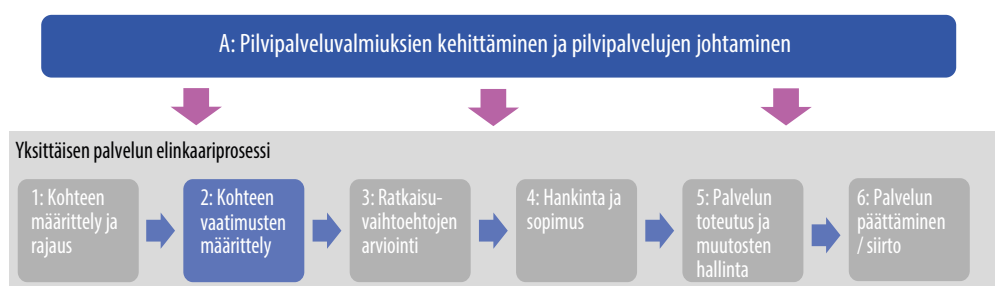 A: Pilvipalveluvalmiuksien kehittäminen ja pilvipalvelujen johtaminen
Yksittäisen palvelun elinkaariprosessi
1: Kohteen
määrittely ja
rajaus
2: Kohteen
vaatimusten
määrittely
3: Ratkaisu-
vaihtoehtojen
arviointi
4: Hankinta ja
sopimus
5: Palvelun
toteutus ja
muutosten
hallinta
6: Palvelun
päättäminen
/ siirto